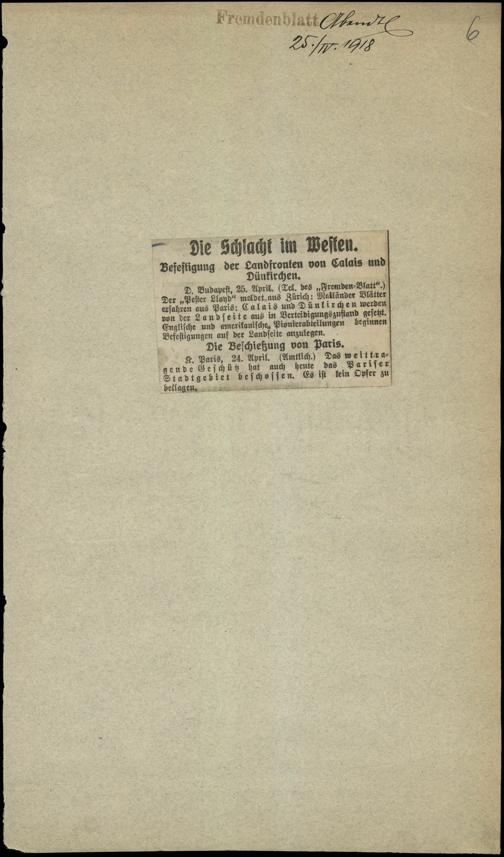 Fremdenblatt Abendbl
25./IV. 1918
6
Die Schlacht im Westen.
Befestigung der Landfronten von Calais und
Dünkirchen.
D. Budapest, 25. April. (Tel. des „Fremden-Blatt“.)
Der „Pester Lloyd“ meldet aus Zürich: Mailänder Blätter
erfahren aus Paris: Calais und Dünkirchen werden
von der Landseite aus in Verteidigungszustand gesetzt.
Englische und amerikanische Pionierabteilungen beginnen
Befestigungen auf der Landseite anzulegen.
Die Beschießung von Paris.
K. Paris, 24. April. (Amtlich.) Das weittra-
gende Geschütz hat auch heute das Pariser
Stadtgebiet beschossen. Es ist kein Opfer zu
beklagen.